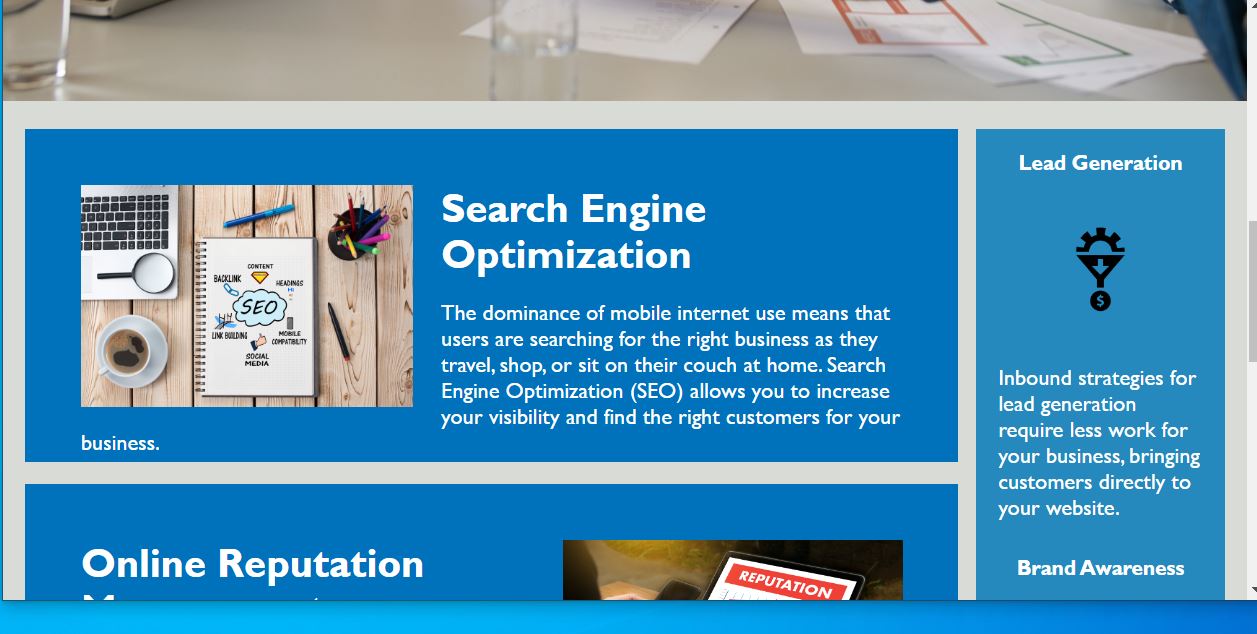 Search Engine
Optimization
The dominance of mobile internet use means that
users are searching for the right business as they
travel, shop, or sit on their couch at home. Search
Engine Optimization (SEO) allows you to increase
your visibility and find the right customers for your
business.
CONTENT
BACKLINK
HEADINGS
H1
SEO
LINK BUILDING
MOBILE
COMPATIBILITY
SOCIAL
MEDIA
Online Reputation
REPUTATION
Lead Generation
$
Inbound strategies for
lead generation
require less work for
your business, bringing
customers directly to
your website.
Brand Awareness